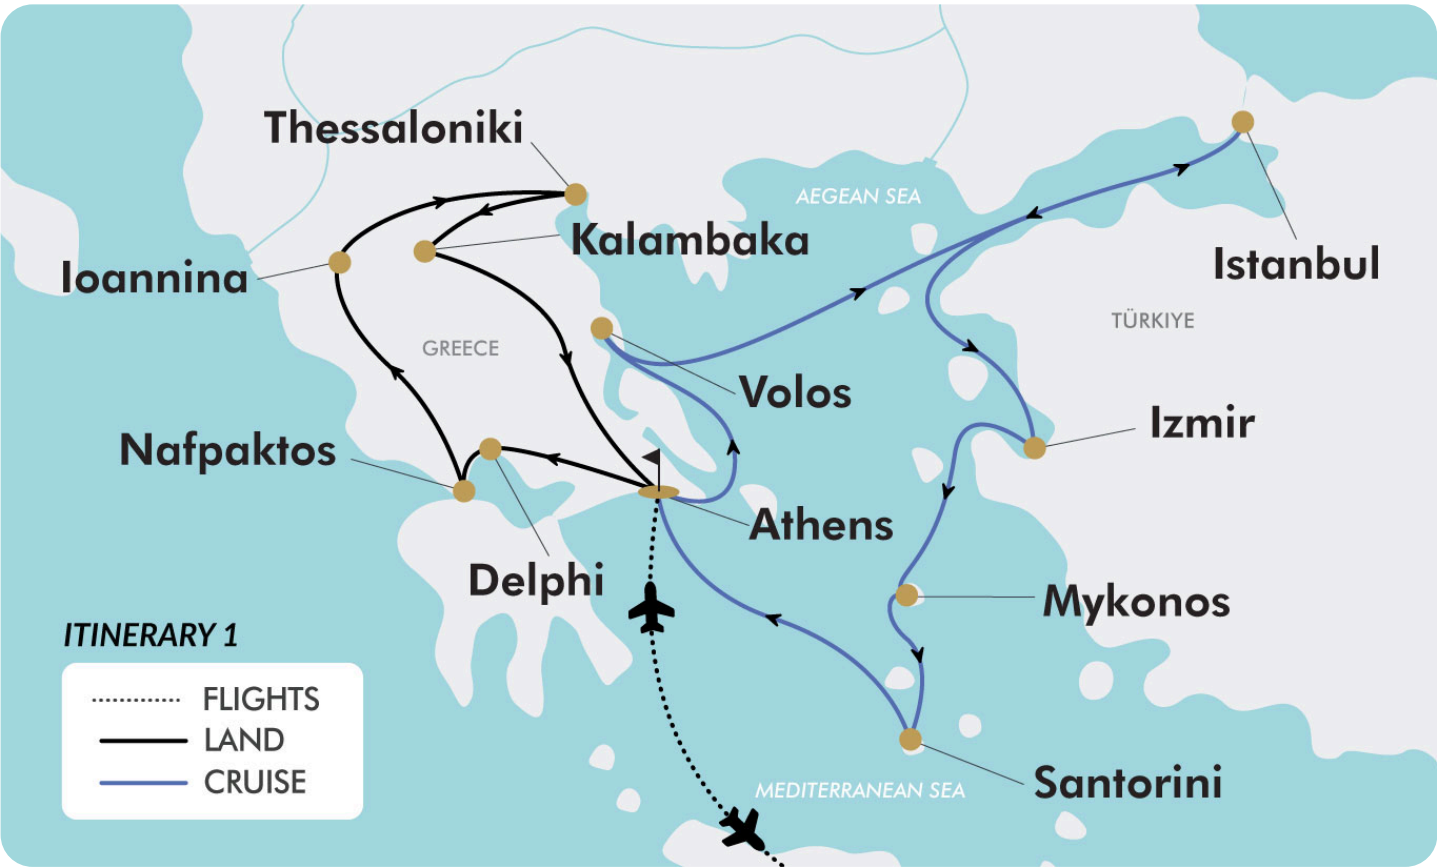 Thessaloniki
AEGEAN SEA
Kalambaka
Istanbul
Ioannina
TÜRKIYE
GREECE
Volos
Izmir
Nafpaktos
Athens
Delphi
Mykonos
ITINERARY 1
FLIGHTS
LAND
CRUISE
MEDITERRANEAN SEA
Santorini